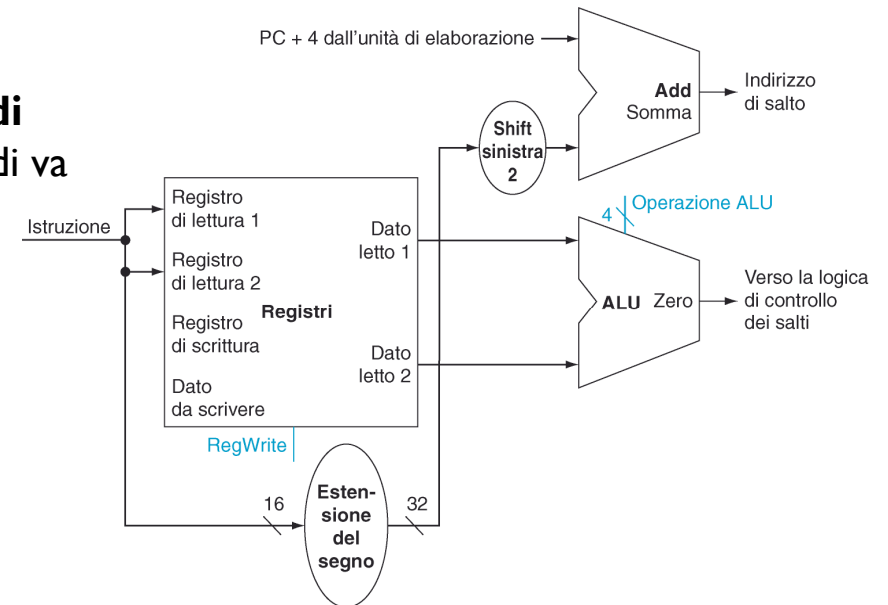 PC + 4 dall'unità di elaborazione
Add
Somma
Indirizzo
di salto
di
di va
Shift
sinistra
2
Istruzione
Registro
di lettura 1
Registro
di lettura 2
Registri
Registro
di scrittura
Dato
da scrivere
Dato
letto 1
Dato
letto 2
4
Operazione ALU
ALU
Zero
Verso la logica
di controllo
dei salti
RegWrite
16
Esten-
sione
del
segno
32